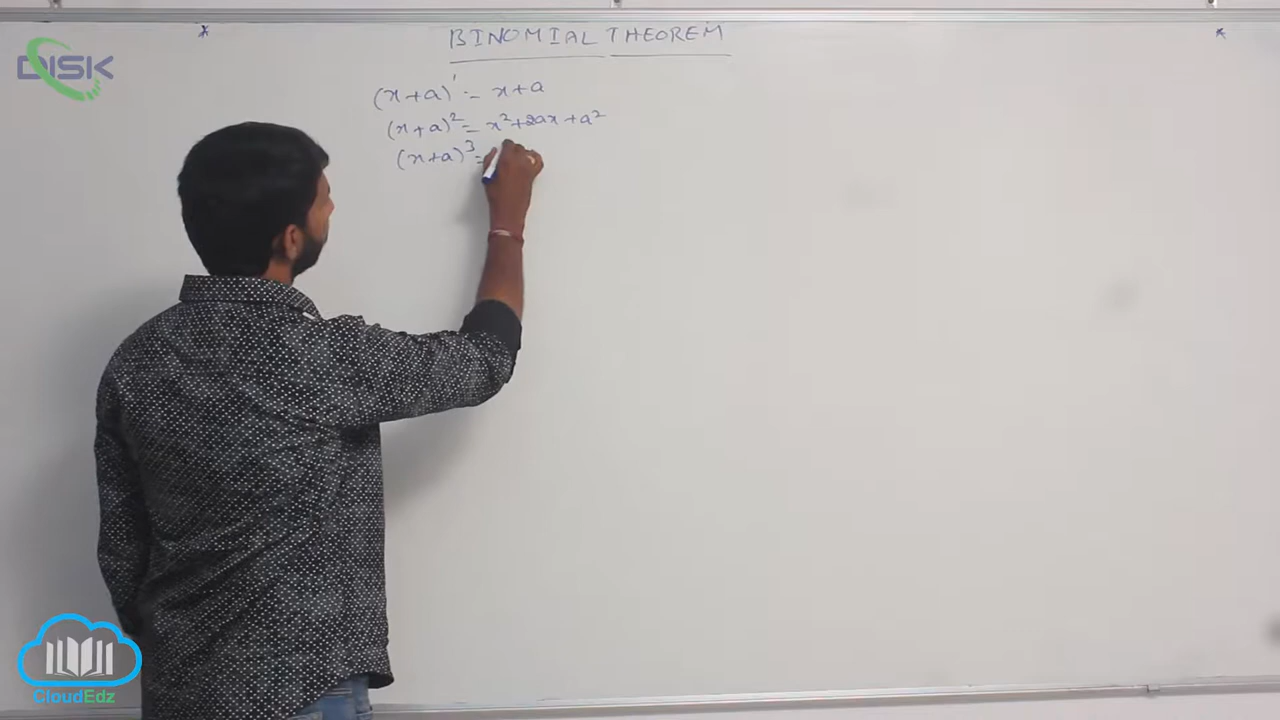 DISK
BINOMIAL THEOREM
(x+a)¹ = x+a
(x+a)² = x²+2ax+a²
(x+a)³ =
CloudEdz